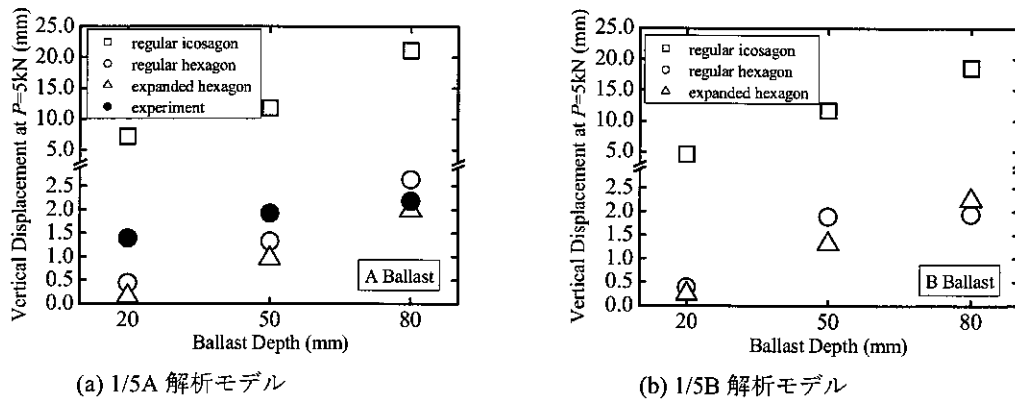 Vertical Displacement at P=5kN (mm)
25.0
20.0
15.0
10.0
5.0
2.5
2.0
1.5
1.0
0.5
0.0
regular icosagon
regular hexagon
expanded hexagon
experiment
A Ballast
20
50
80
Ballast Depth (mm)
(a) 1/5A 解析モデル
Vertical Displacement at P=5kN (mm)
25.0
20.0
15.0
10.0
5.0
2.5
2.0
1.5
1.0
0.5
0.0
regular icosagon
regular hexagon
expanded hexagon
B Ballast
20
50
80
Ballast Depth (mm)
(b) 1/5B 解析モデル